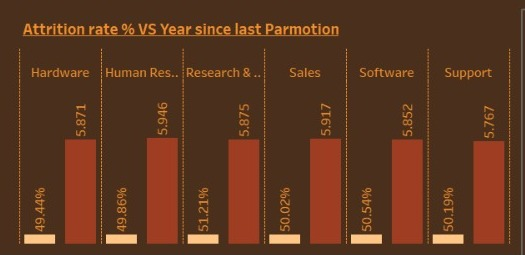 Attrition rate % VS Year since last Parmotion
Hardware
Human Res..
Research & ..
Sales
Software
Support
49.44%
5.871
49.86%
5.946
51.21%
5.875
50.02%
5.917
50.54%
5.852
50.19%
5.767